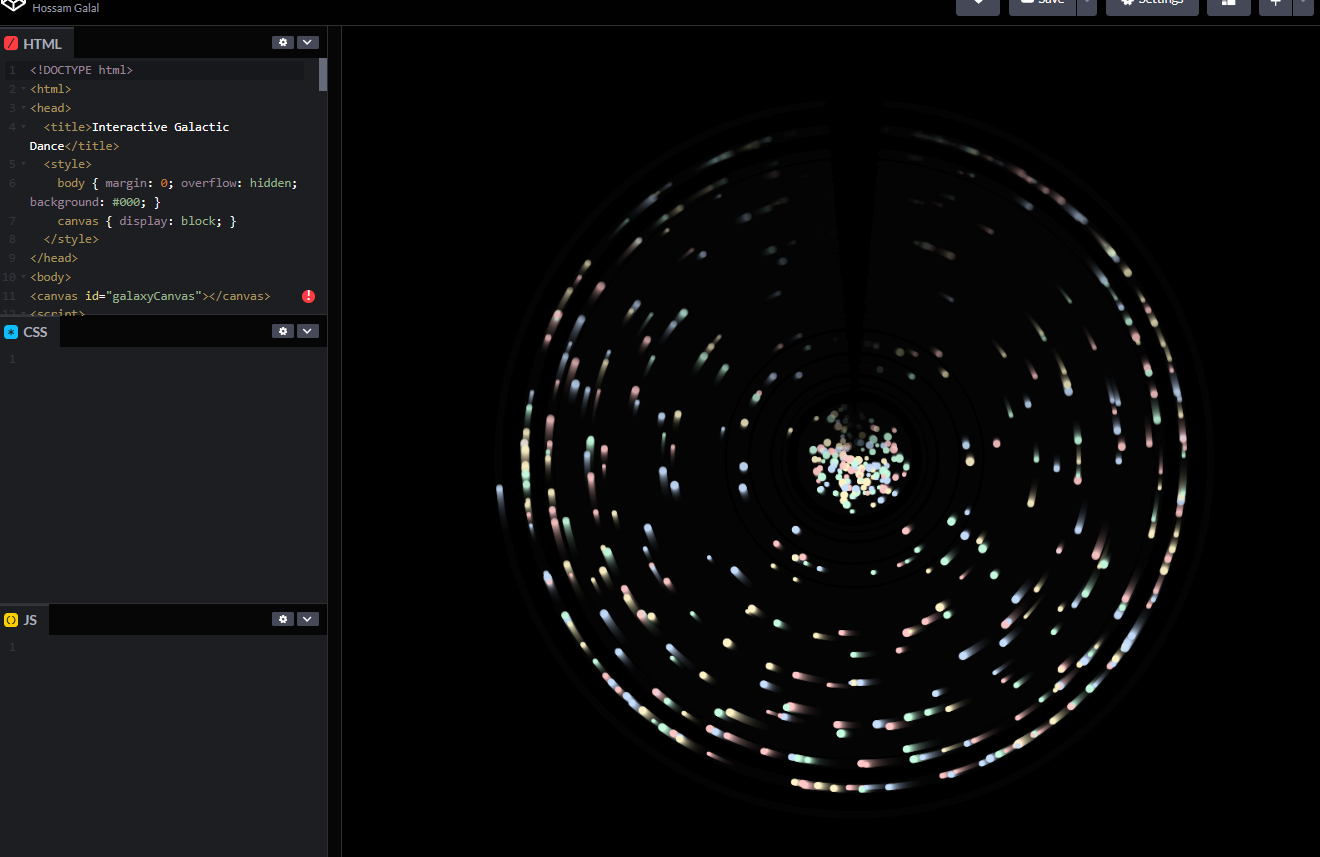 Hossam Galal
Save
Settings
HTML
1 <!DOCTYPE html>
2 <html>
3 <head>
4 <title>Interactive Galactic
Dance</title>
5 <style>
6 body { margin: 0; overflow: hidden;
background: #000; }
7 canvas { display: block; }
8 </style>
9 </head>
10 <body>
11 <canvas id="galaxyCanvas"></canvas>
12 <script>
CSS
1
JS
1